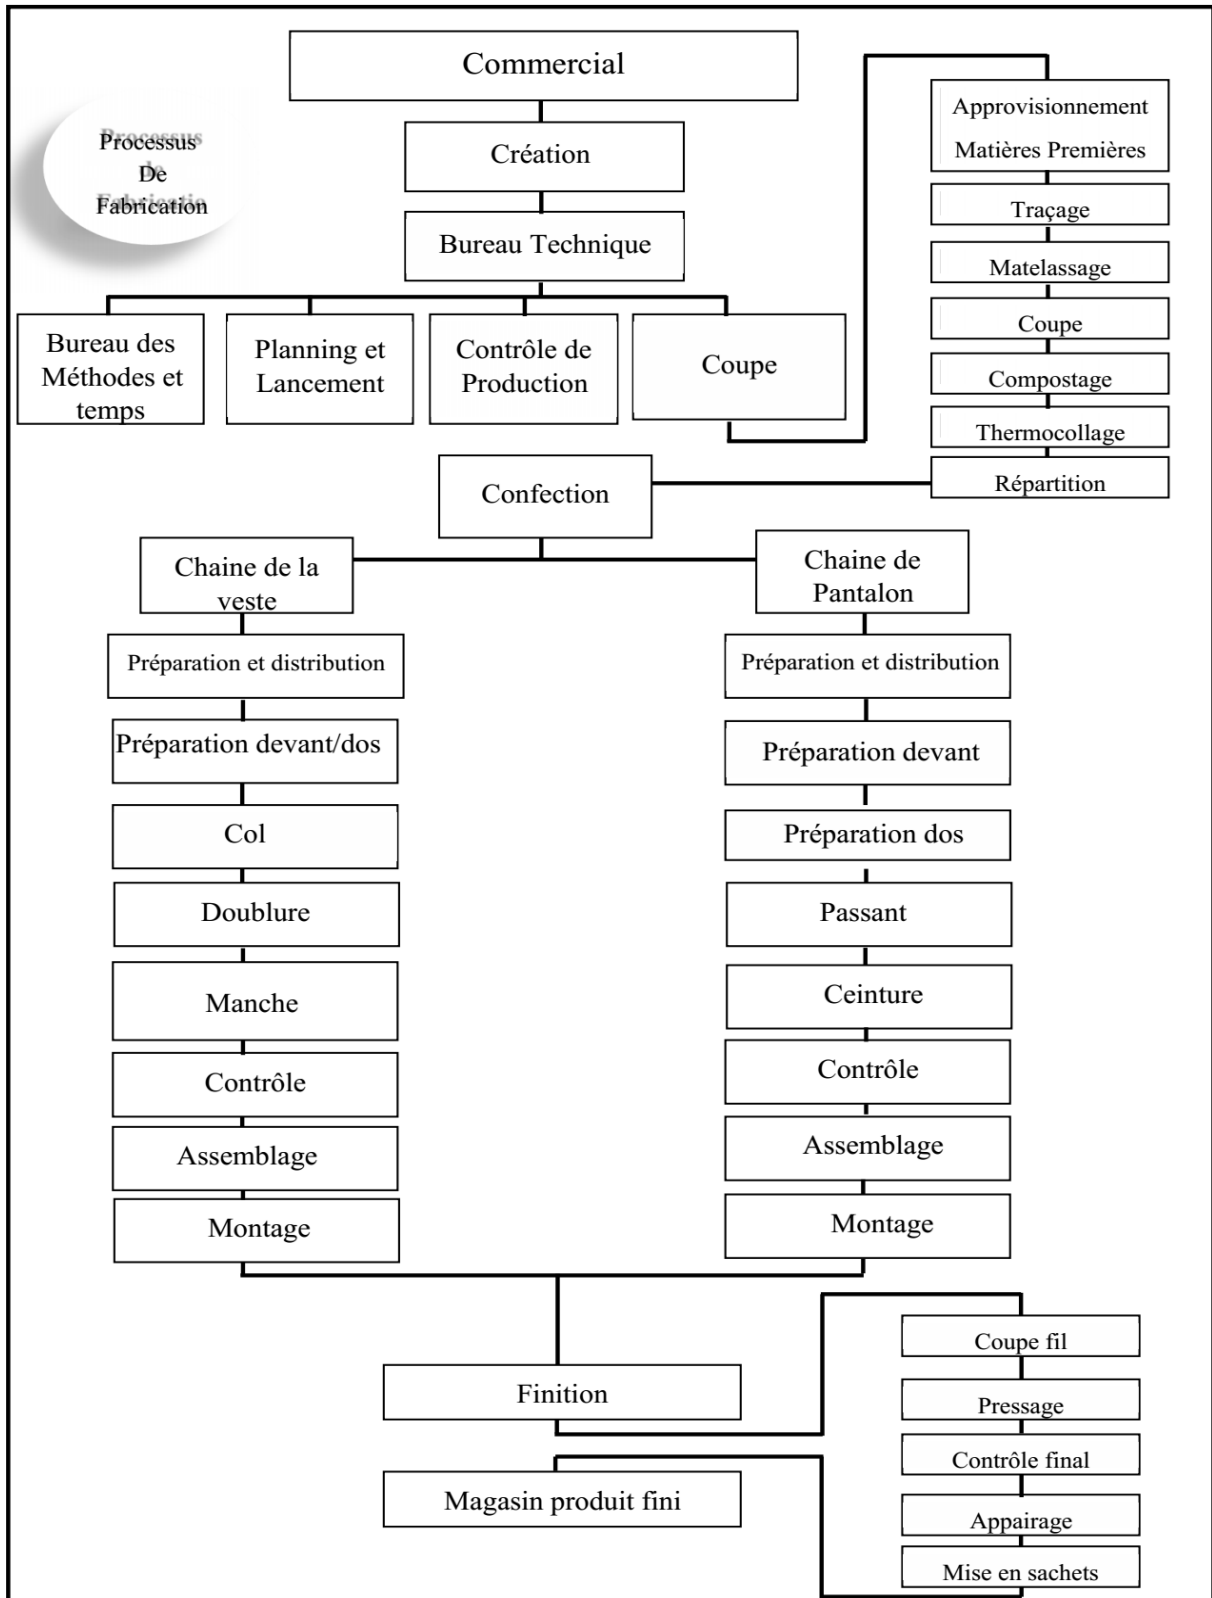 Commercial
Processus
De
Fabrication
Création
Bureau Technique
Bureau des
Méthodes et
temps
Planning et
Lancement
Contrôle de
Production
Coupe
Approvisionnement
Matières Premières
Traçage
Matelassage
Coupe
Compostage
Thermocollage
Répartition
Confection
Chaine de la
veste
Préparation et distribution
Préparation devant/dos
Col
Doublure
Manche
Contrôle
Assemblage
Montage
Chaine de
Pantalon
Préparation et distribution
Préparation devant
Préparation dos
Passant
Ceinture
Contrôle
Assemblage
Montage
Finition
Coupe fil
Pressage
Contrôle final
Appairage
Mise en sachets
Magasin produit fini